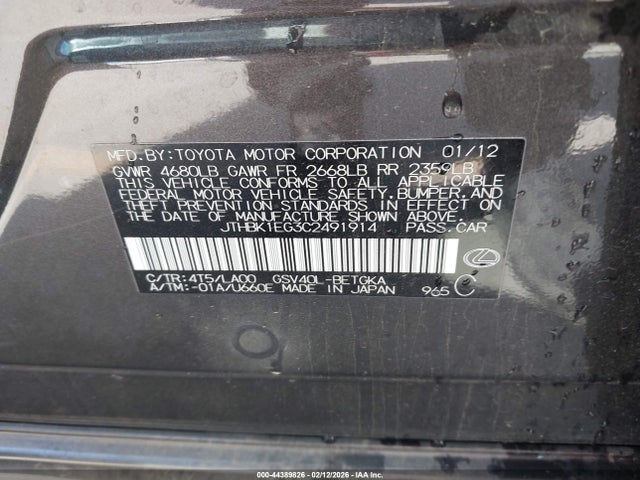 MFD.BY:TOYOTA MOTOR CORPORATION 01/12
GVWR 4680LB GAWR FR 2668LB RR 2359LB
THIS VEHICLE CONFORMS TO ALL APPLICABLE
FEDERAL MOTOR VEHICLE SAFETY,BUMPER,AND
THEFT PREVENTION STANDARDS IN EFFECT ON
THE DATE OF MANUFACTURE SHOWN ABOVE.
JTHBK1EG3C2491914 PASS.CAR
C/TR:4T5/LA00 GSV40L-BETGKA
A/TM:-01A/U660E MADE IN JAPAN 965 C
000-44389826 - 02/12/2026 - IAA Inc.